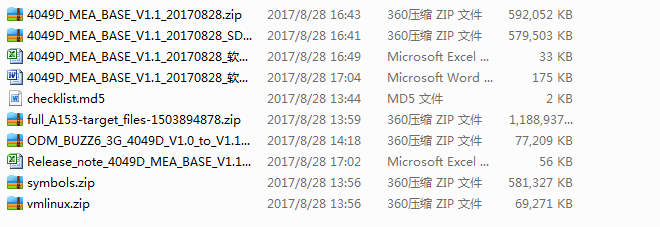 4049D_MEA_BASE_V1.1_20170828.zip 2017/8/28 16:43 360压缩 ZIP 文件 592,052 KB
4049D_MEA_BASE_V1.1_20170828_SD... 2017/8/28 16:41 360压缩 ZIP 文件 579,503 KB
4049D_MEA_BASE_V1.1_20170828_软... 2017/8/28 16:49 Microsoft Excel ... 33 KB
4049D_MEA_BASE_V1.1_20170828_软... 2017/8/28 17:04 Microsoft Word ... 175 KB
checklist.md5 2017/8/28 13:44 MD5 文件 2 KB
full_A153-target_files-1503894878.zip 2017/8/28 13:59 360压缩 ZIP 文件 1,188,937...
ODM_BUZZ6_3G_4049D_V1.0_to_V1.1... 2017/8/28 14:18 360压缩 ZIP 文件 77,209 KB
Release_note_4049D_MEA_BASE_V1.1... 2017/8/28 17:02 Microsoft Excel ... 56 KB
symbols.zip 2017/8/28 13:56 360压缩 ZIP 文件 581,327 KB
vmlinux.zip 2017/8/28 13:56 360压缩 ZIP 文件 69,271 KB